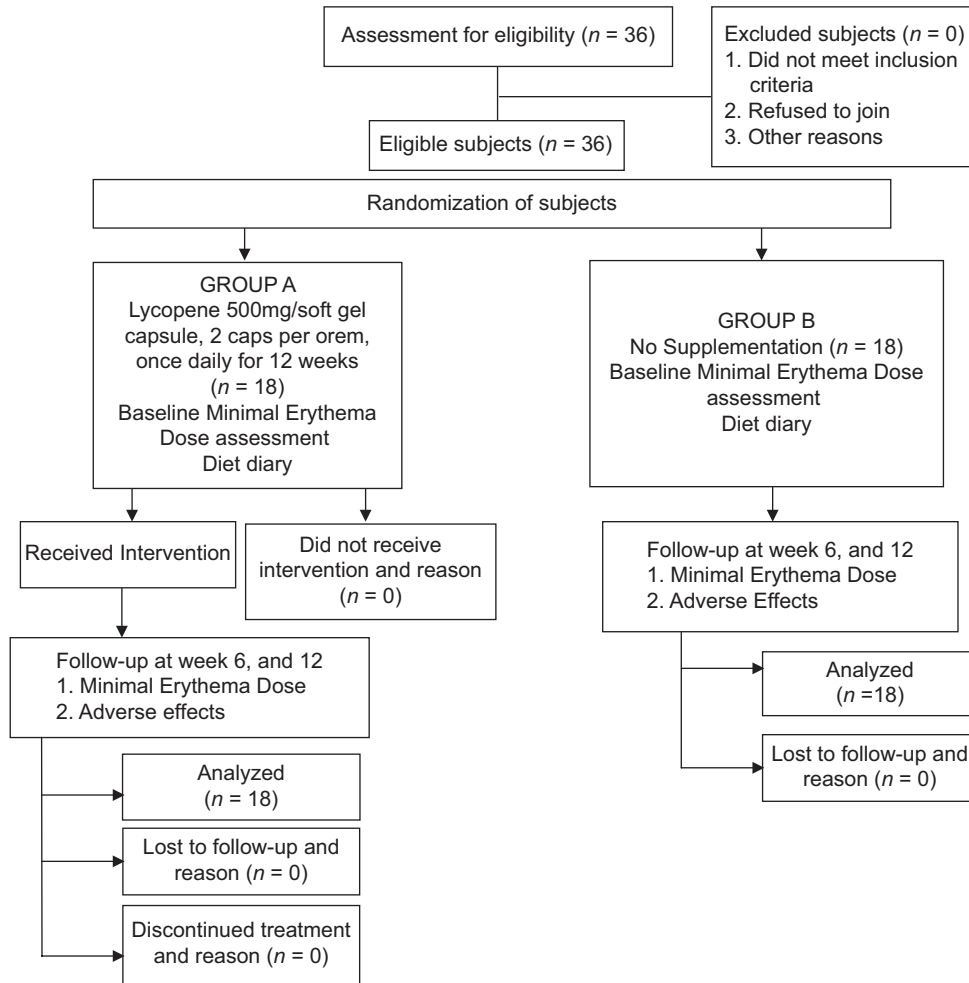 Assessment for eligibility (n = 36)
Excluded subjects (n = 0)
1. Did not meet inclusion
criteria
2. Refused to join
3. Other reasons
Eligible subjects (n = 36)
Randomization of subjects
GROUP A
Lycopene 500mg/soft gel
capsule, 2 caps per orem,
once daily for 12 weeks
(n = 18)
Baseline Minimal Erythema
Dose assessment
Diet diary
GROUP B
No Supplementation (n = 18)
Baseline Minimal Erythema Dose
assessment
Diet diary
Received Intervention
Did not receive
intervention and reason
(n = 0)
Follow-up at week 6, and 12
1. Minimal Erythema Dose
2. Adverse Effects
Follow-up at week 6, and 12
1. Minimal Erythema Dose
2. Adverse effects
Analyzed
(n =18)
Lost to follow-up and
reason (n = 0)
Analyzed
(n = 18)
Lost to follow-up and
reason (n = 0)
Discontinued treatment
and reason (n = 0)